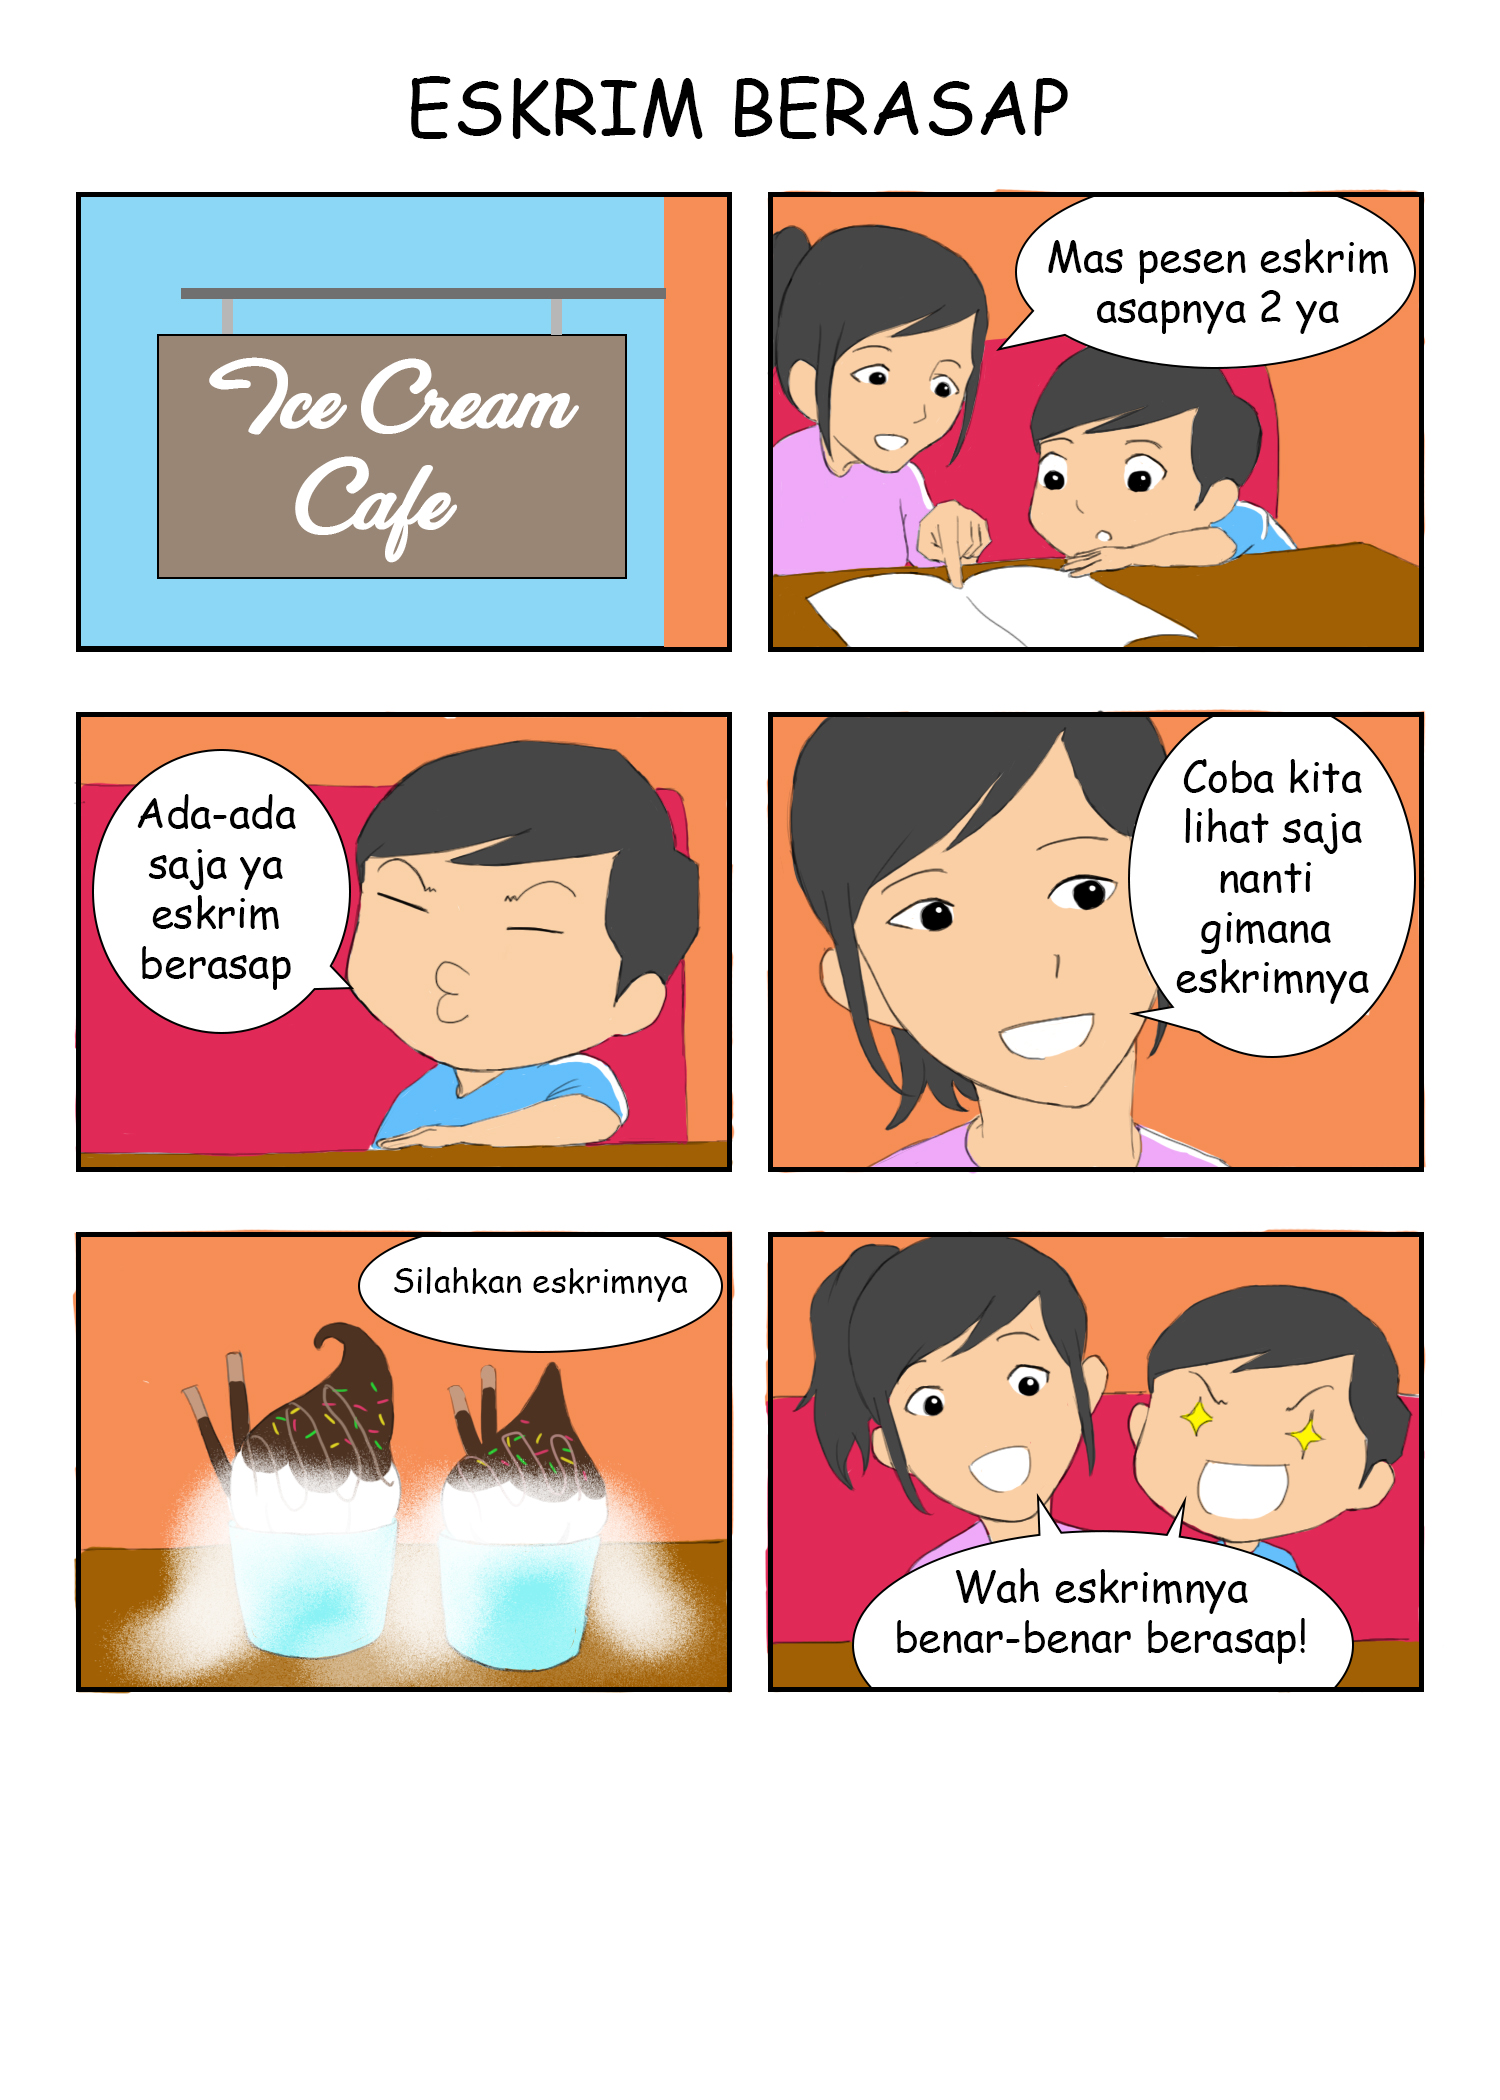 ESKRIM BERASAP
Ice Cream
Cafe
Mas pesen eskrim
asapnya 2 ya
Ada-ada
saja ya
eskrim
berasap
Coba kita
lihat saja
nanti
gimana
eskrimnya
Silahkan eskrimnya
Wah eskrimnya
benar-benar berasap!